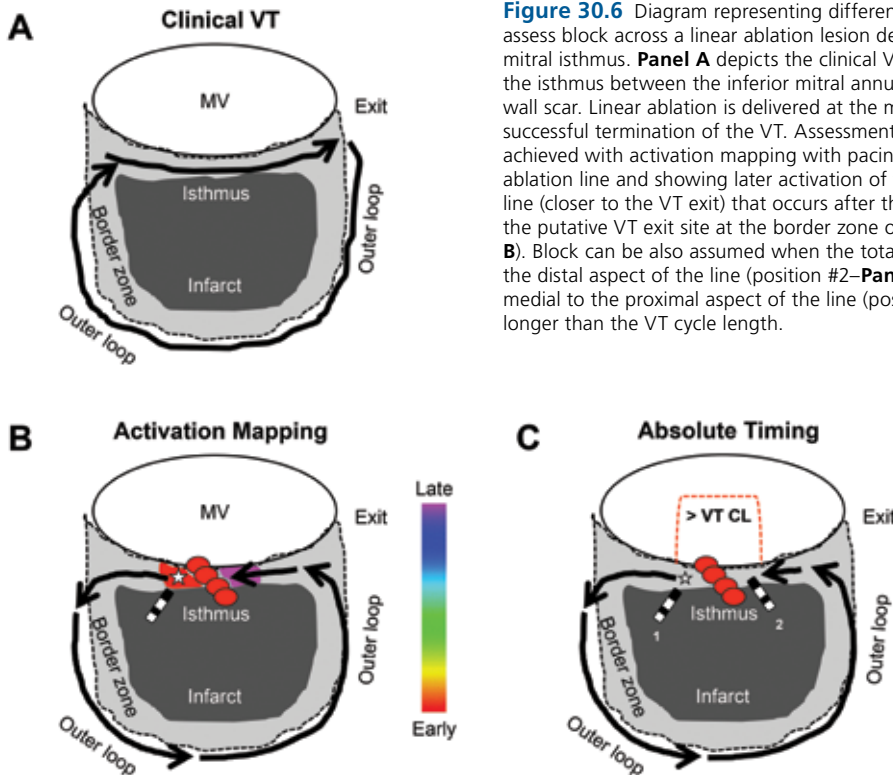 A
Clinical VT
MV
Exit
Isthmus
Border zone
Infarct
Outer loop
Outer loop
Figure 30.6 Diagram representing differen
assess block across a linear ablation lesion de
mitral isthmus. Panel A depicts the clinical V
the isthmus between the inferior mitral annu
wall scar. Linear ablation is delivered at the m
successful termination of the VT. Assessment
achieved with activation mapping with pacin
ablation line and showing later activation of
line (closer to the VT exit) that occurs after th
the putative VT exit site at the border zone o
B). Block can be also assumed when the tota
the distal aspect of the line (position #2–Pan
medial to the proximal aspect of the line (pos
longer than the VT cycle length.
B
Activation Mapping
MV
Exit
Isthmus
Border zone
Infarct
Outer loop
Outer loop
Late
Early
C
Absolute Timing
> VT CL
Exit
Isthmus
1
2
Border zone
Infarct
Outer loop
Outer loop